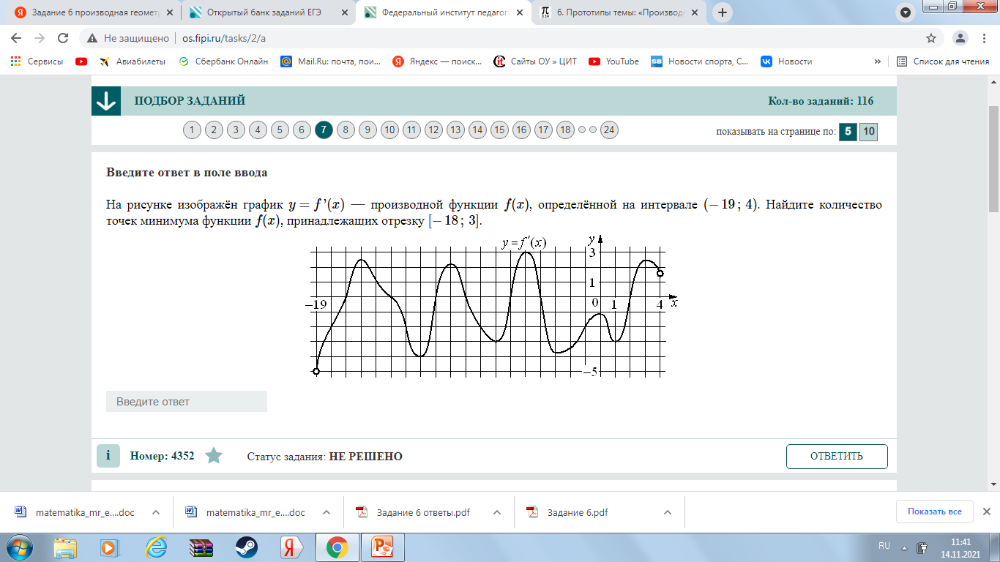 Задание 6 производная геометр
Открытый банк заданий ЕГЭ
Федеральный институт педагог
6. Прототипы темы: «Производн
Не защищено | os.fipi.ru/tasks/2/a
Сервисы Авиабилеты Сбербанк Онлайн Mail.Ru: почта, пои... Яндекс — поиск... Сайты ОУ » ЦИТ YouTube Новости спорта, С... Новости » Список для чтения
ПОДБОР ЗАДАНИЙ Кол-во заданий: 116
1 2 3 4 5 6 7 8 9 10 11 12 13 14 15 16 17 18 24 показывать на странице по: 5 10
Введите ответ в поле ввода
На рисунке изображён график y = f ’(x) — производной функции f(x), определённой на интервале (− 19 ; 4). Найдите количество
точек минимума функции f(x), принадлежащих отрезку [− 18 ; 3].
y = f ′(x) y
3
1
−19 0 1 4 x
−5
Введите ответ
i Номер: 4352 Статус задания: НЕ РЕШЕНО ОТВЕТИТЬ
matematika_mr_e....doc matematika_mr_e....doc Задание 6 ответы.pdf Задание 6.pdf Показать все
RU 11:41
14.11.2021